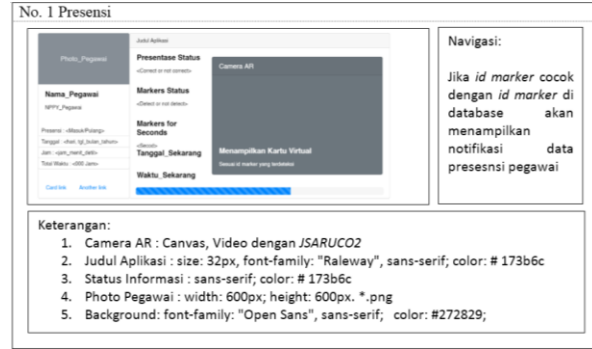 No. 1 Presensi
Photo_Pegawai
Nama_Pegawai
NPPY_Pegawai
Presensi : <Masuk/Pulang>
Tanggal : <hari, tgl_bulan_tahun>
Jam : <jam_menit_detik>
Total Waktu : <000 Jam>
Card link Another link
Judul Aplikasi
Presentase Status
<Correct or not correct>
Markers Status
<Detect or not detect>
Markers for
Seconds
<Second>
Tanggal_Sekarang
Waktu_Sekarang
Camera AR
Menampilkan Kartu Virtual
Sesuai id marker yang terdeteksi
Navigasi:
Jika id marker cocok
dengan id marker di
database akan
menampilkan
notifikasi data
presesnsi pegawai
Keterangan:
1. Camera AR : Canvas, Video dengan JSARUCO2
2. Judul Aplikasi : size: 32px, font-family: "Raleway", sans-serif; color: # 173b6c
3. Status Informasi : sans-serif; color: # 173b6c
4. Photo Pegawai : width: 600px; height: 600px. *.png
5. Background: font-family: "Open Sans", sans-serif; color: #272829;